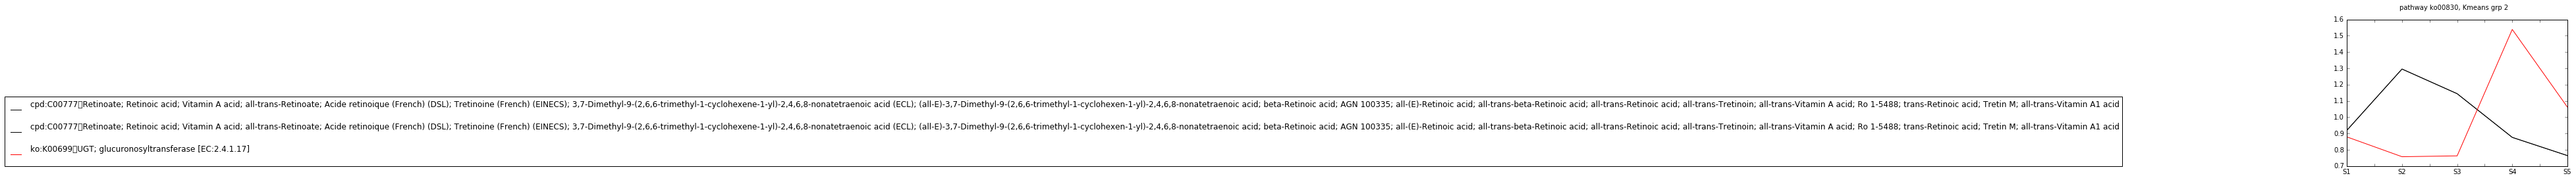 pathway ko00830, Kmeans grp 2
1.6
1.5
1.4
1.3
1.2
1.1
1.0
0.9
0.8
0.7
S1 S2 S3 S4 S5
cpd:C00777▯Retinoate; Retinoic acid; Vitamin A acid; all-trans-Retinoate; Acide retinoique (French) (DSL); Tretinoine (French) (EINECS); 3,7-Dimethyl-9-(2,6,6-trimethyl-1-cyclohexene-1-yl)-2,4,6,8-nonatetraenoic acid (ECL); (all-E)-3,7-Dimethyl-9-(2,6,6-trimethyl-1-cyclohexen-1-yl)-2,4,6,8-nonatetraenoic acid; beta-Retinoic acid; AGN 100335; all-(E)-Retinoic acid; all-trans-beta-Retinoic acid; all-trans-Retinoic acid; all-trans-Tretinoin; all-trans-Vitamin A acid; Ro 1-5488; trans-Retinoic acid; Tretin M; all-trans-Vitamin A1 acid
cpd:C00777▯Retinoate; Retinoic acid; Vitamin A acid; all-trans-Retinoate; Acide retinoique (French) (DSL); Tretinoine (French) (EINECS); 3,7-Dimethyl-9-(2,6,6-trimethyl-1-cyclohexene-1-yl)-2,4,6,8-nonatetraenoic acid (ECL); (all-E)-3,7-Dimethyl-9-(2,6,6-trimethyl-1-cyclohexen-1-yl)-2,4,6,8-nonatetraenoic acid; beta-Retinoic acid; AGN 100335; all-(E)-Retinoic acid; all-trans-beta-Retinoic acid; all-trans-Retinoic acid; all-trans-Tretinoin; all-trans-Vitamin A acid; Ro 1-5488; trans-Retinoic acid; Tretin M; all-trans-Vitamin A1 acid
ko:K00699▯UGT; glucuronosyltransferase [EC:2.4.1.17]